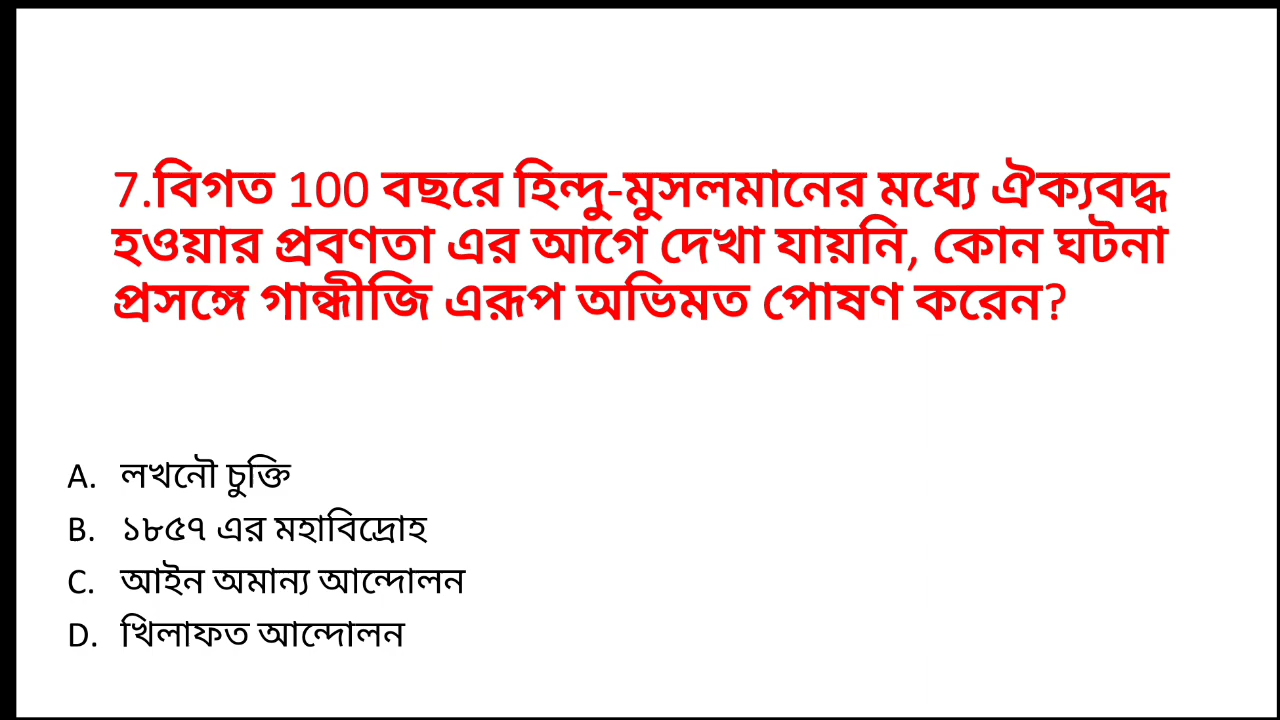 7.বিগত 100 বছরে হিন্দু-মুসলমানের মধ্যে ঐক্যবদ্ধ
হওয়ার প্রবণতা এর আগে দেখা যায়নি, কোন ঘটনা
প্রসঙ্গে গান্ধীজি এরূপ অভিমত পোষণ করেন?
A. লখনৌ চুক্তি
B. ১৮৫৭ এর মহাবিদ্রোহ
C. আইন অমান্য আন্দোলন
D. খিলাফত আন্দোলন